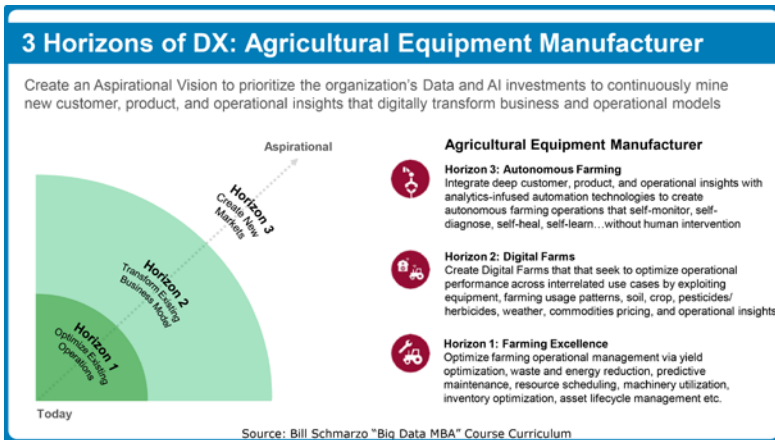 3 Horizons of DX: Agricultural Equipment Manufacturer
Create an Aspirational Vision to prioritize the organization's Data and AI investments to continuously mine
new customer, product, and operational insights that digitally transform business and operational models
Aspirational
Horizon 3
Create New
Markets
Horizon 2
Transform Existing
Business Model
Horizon 1
Optimize Existing
Operations
Today
Agricultural Equipment Manufacturer
Horizon 3: Autonomous Farming
Integrate deep customer, product, and operational insights with
analytics-infused automation technologies to create
autonomous farming operations that self-monitor, self-
diagnose, self-heal, self-learn…without human intervention
Horizon 2: Digital Farms
Create Digital Farms that that seek to optimize operational
performance across interrelated use cases by exploiting
equipment, farming usage patterns, soil, crop, pesticides/
herbicides, weather, commodities pricing, and operational insights
Horizon 1: Farming Excellence
Optimize farming operational management via yield
optimization, waste and energy reduction, predictive
maintenance, resource scheduling, machinery utilization,
inventory optimization, asset lifecycle management etc.
Source: Bill Schmarzo "Big Data MBA" Course Curriculum